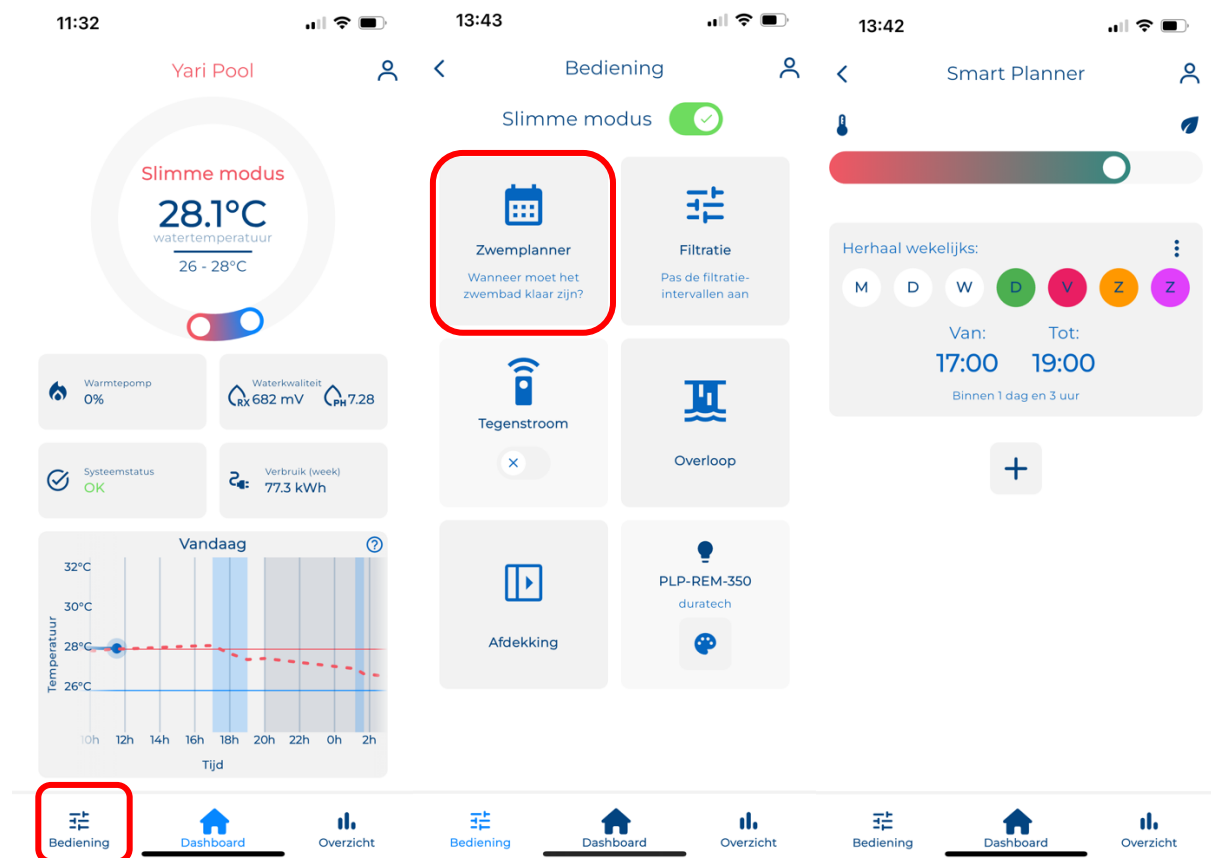 11:32
Yari Pool
Slimme modus
28.1°C
watertemperatuur
26 - 28°C
Warmtepomp
0%
Waterkwaliteit
RX 682 mV PH 7.28
Systeemstatus
OK
Verbruik (week)
77.3 kWh
Vandaag
?
32°C
30°C
28°C
26°C
Temperatuur
10h 12h 14h 16h 18h 20h 22h 0h 2h
Tijd
Bediening Dashboard Overzicht
13:43
Bediening
Slimme modus
Zwemplanner
Wanneer moet het
zwembad klaar zijn?
Filtratie
Pas de filtratie-
intervallen aan
Tegenstroom
Overloop
Afdekking
PLP-REM-350
duratech
Bediening Dashboard Overzicht
13:42
Smart Planner
Herhaal wekelijks:
M D W D V Z Z
Van: Tot:
17:00 19:00
Binnen 1 dag en 3 uur
Bediening Dashboard Overzicht